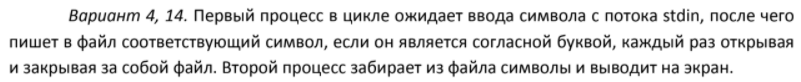 Вариант 4, 14. Первый процесс в цикле ожидает ввода символа с потока stdin, после чего
пишет в файл соответствующий символ, если он является согласной буквой, каждый раз открывая
и закрывая за собой файл. Второй процесс забирает из файла символы и выводит на экран.